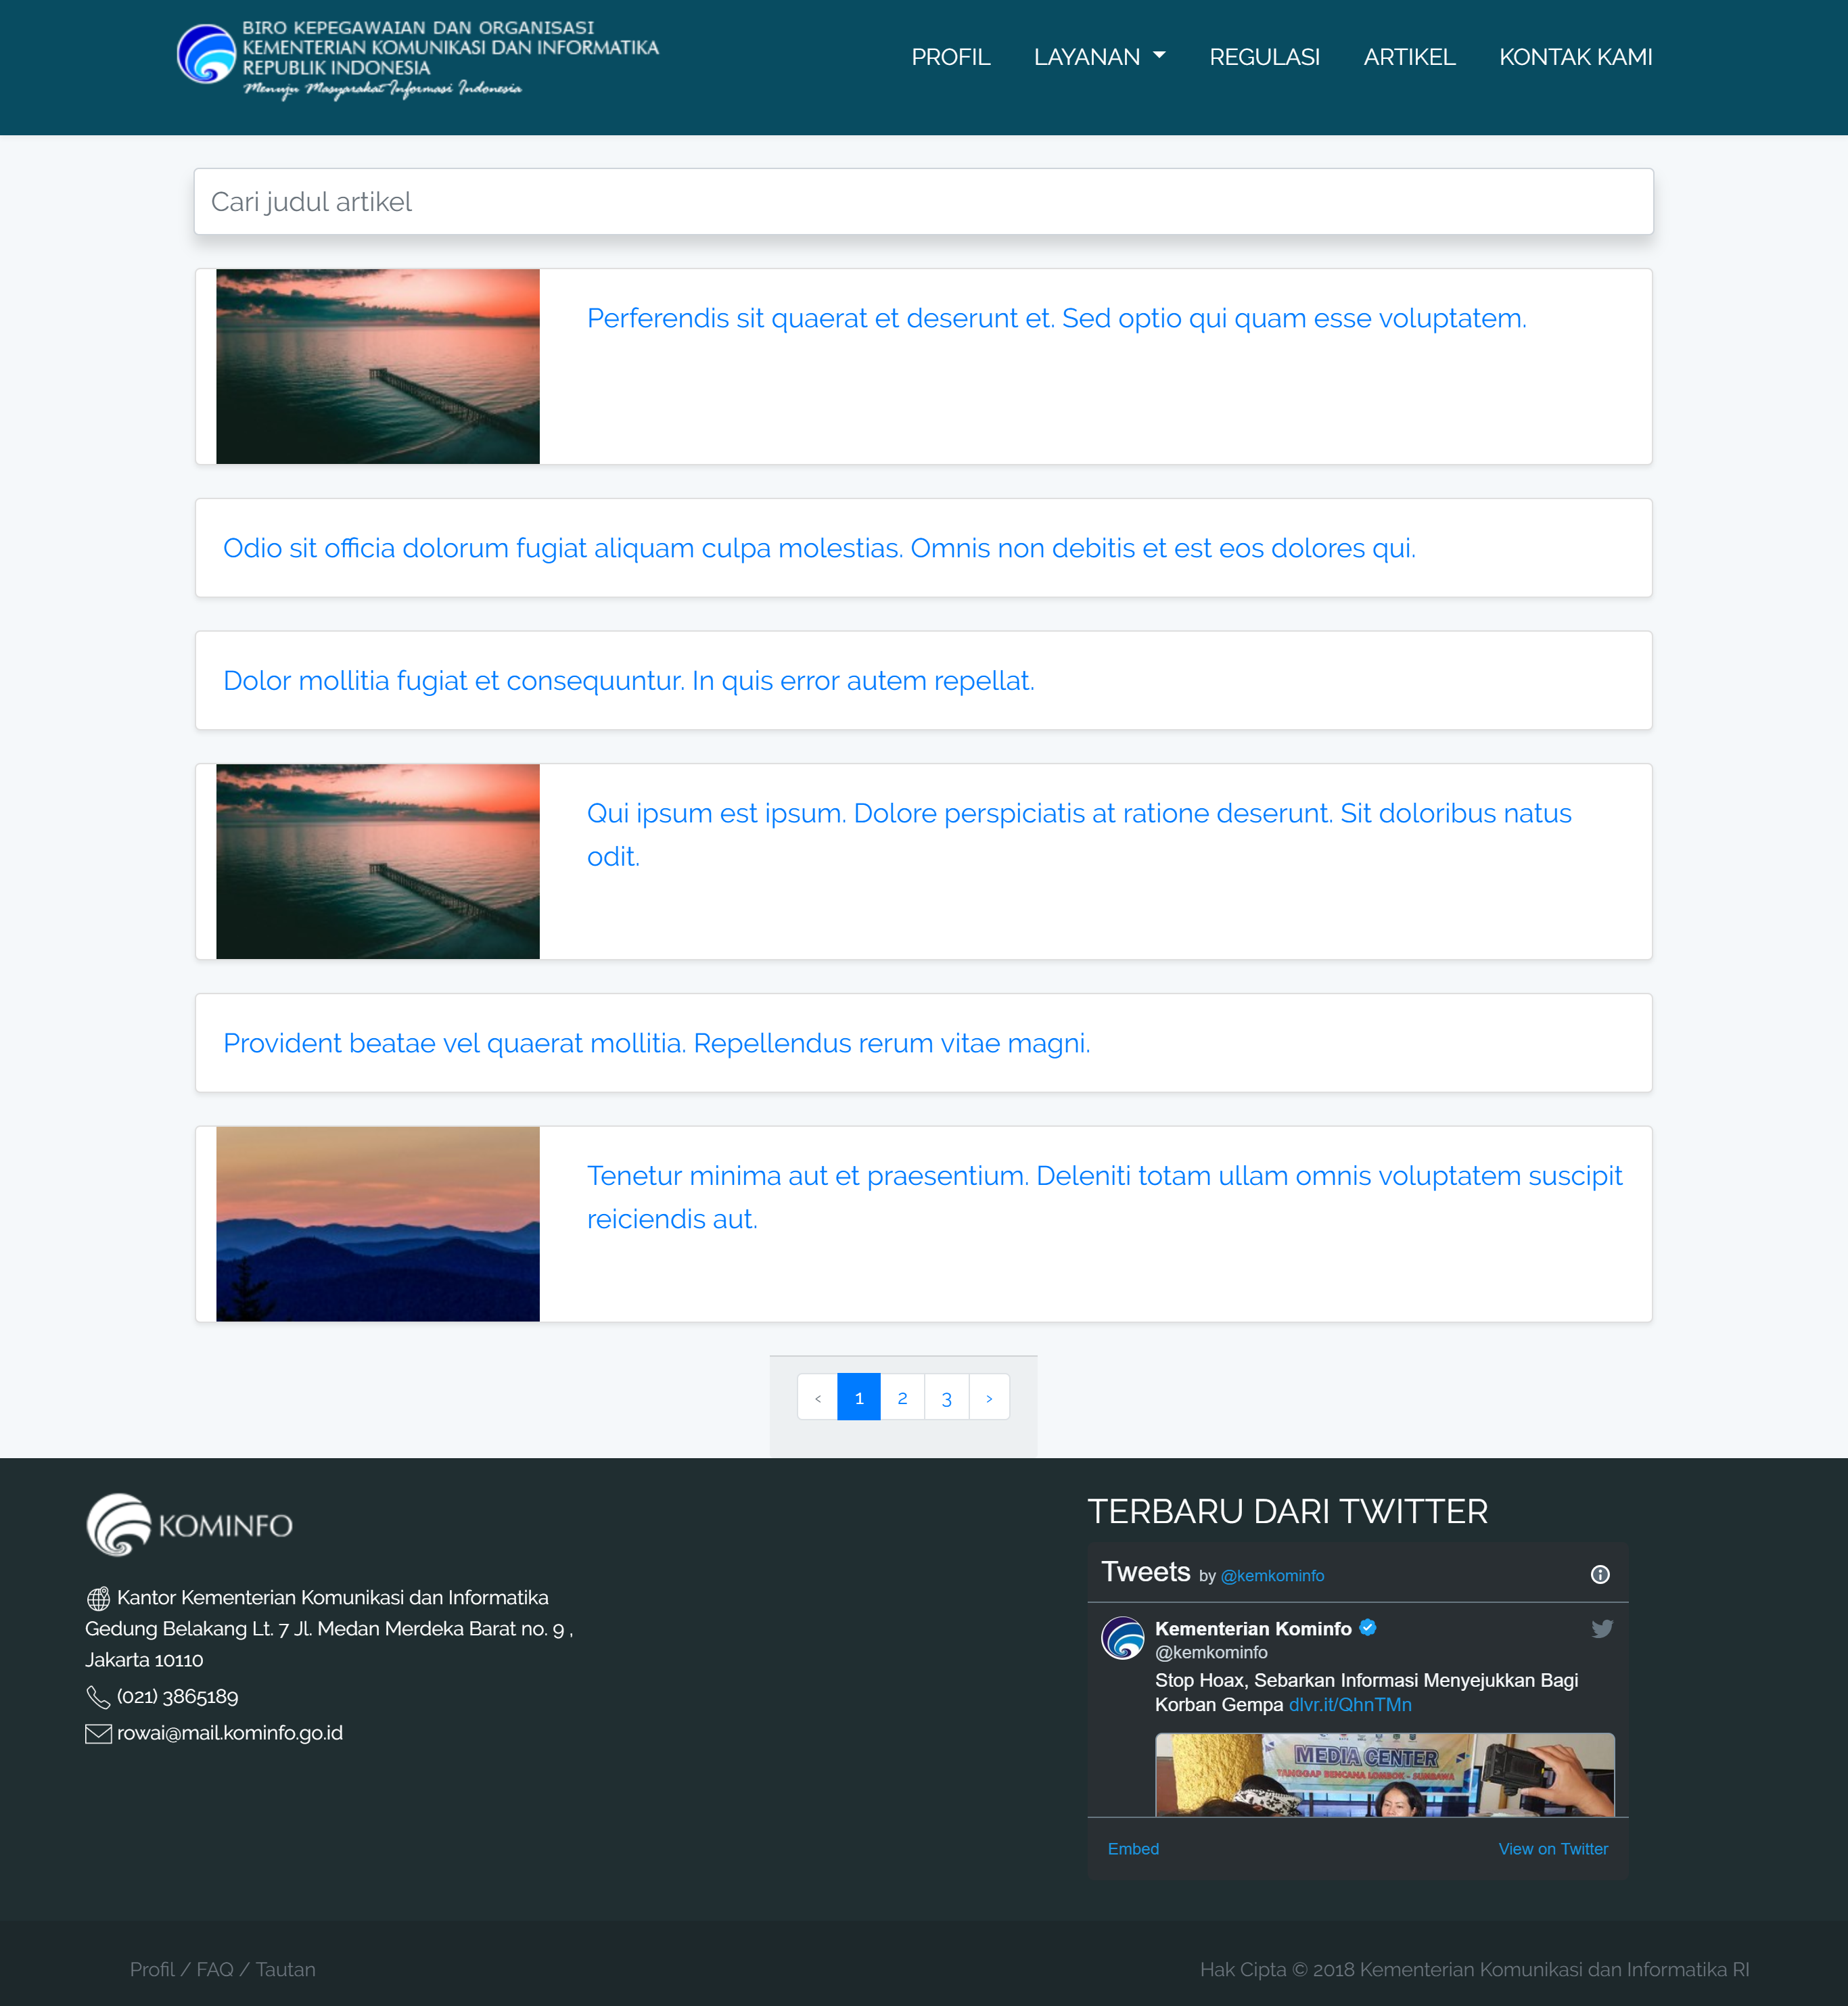 BIRO KEPEGAWAIAN DAN ORGANISASI
KEMENTERIAN KOMUNIKASI DAN INFORMATIKA
REPUBLIK INDONESIA
Menuju Masyarakat Informasi Indonesia
PROFIL LAYANAN REGULASI ARTIKEL KONTAK KAMI
Cari judul artikel
Perferendis sit quaerat et deserunt et. Sed optio qui quam esse voluptatem.
Odio sit officia dolorum fugiat aliquam culpa molestias. Omnis non debitis et est eos dolores qui.
Dolor mollitia fugiat et consequuntur. In quis error autem repellat.
Qui ipsum est ipsum. Dolore perspiciatis at ratione deserunt. Sit doloribus natus
odit.
Provident beatae vel quaerat mollitia. Repellendus rerum vitae magni.
Tenetur minima aut et praesentium. Deleniti totam ullam omnis voluptatem suscipit
reiciendis aut.
‹ 1 2 3 ›
KOMINFO
Kantor Kementerian Komunikasi dan Informatika
Gedung Belakang Lt. 7 Jl. Medan Merdeka Barat no. 9 ,
Jakarta 10110
(021) 3865189
rowai@mail.kominfo.go.id
TERBARU DARI TWITTER
Tweets by @kemkominfo
Kementerian Kominfo
@kemkominfo
Stop Hoax, Sebarkan Informasi Menyejukkan Bagi
Korban Gempa dlvr.it/QhnTMn
MEDIA CENTER
TANGGAP BENCANA LOMBOK - SUMBAWA
Embed
View on Twitter
Profil / FAQ / Tautan
Hak Cipta © 2018 Kementerian Komunikasi dan Informatika RI